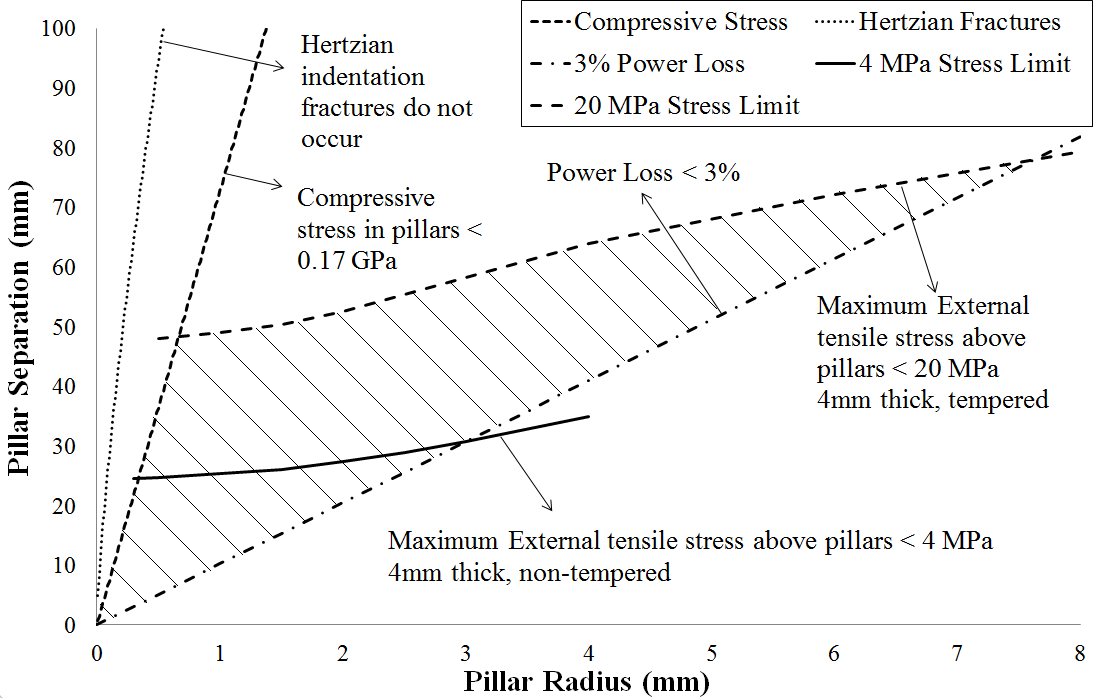 Compressive Stress
Hertzian Fractures
3% Power Loss
4 MPa Stress Limit
20 MPa Stress Limit
Pillar Separation (mm)
100
90
80
70
60
50
40
30
20
10
0
Hertzian
indentation
fractures do not
occur
Compressive
stress in pillars <
0.17 GPa
Power Loss < 3%
Maximum External
tensile stress above
pillars < 20 MPa
4mm thick, tempered
Maximum External tensile stress above pillars < 4 MPa
4mm thick, non-tempered
0 1 2 3 4 5 6 7 8
Pillar Radius (mm)